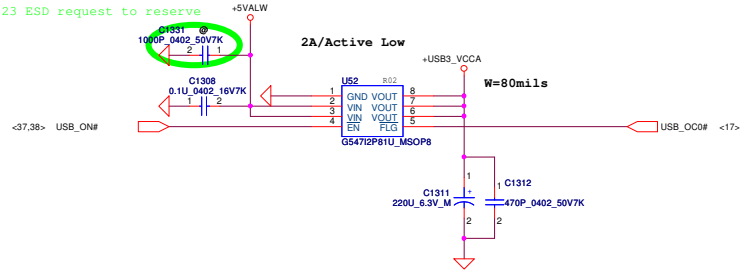 23 ESD request to reserve
+5VALW
C1331 @
1000P_0402_50V7K
2 1
2A/Active Low
+USB3_VCCA
C1308
0.1U_0402_16V7K
1 2
U52 R02
W=80mils
1 GND VOUT 8
2 VIN VOUT 7
3 VIN VOUT 6
4 EN FLG 5
G547I2P81U_MSOP8
<37,38> USB_ON#
USB_OC0# <17>
1
1
C1311
+
C1312
220U_6.3V_M
470P_0402_50V7K
2
2